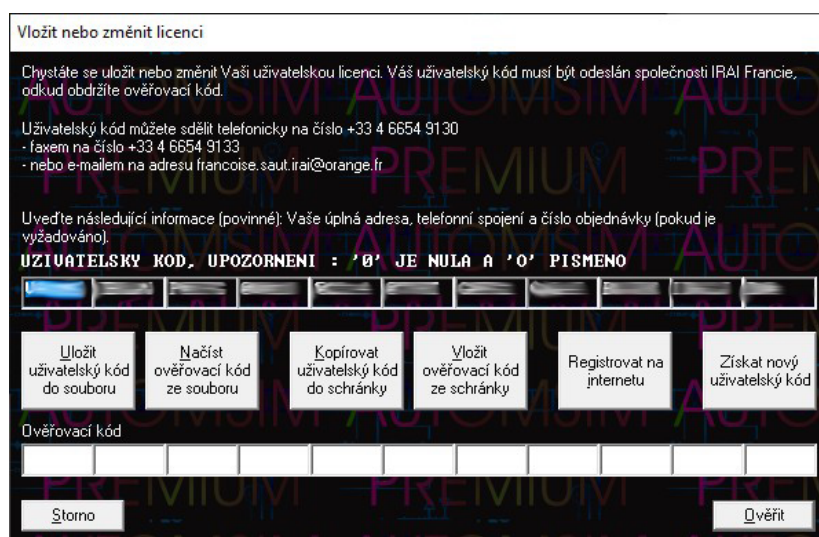 Vložit nebo změnit licenci
Chystáte se uložit nebo změnit Vaši uživatelskou licenci. Váš uživatelský kód musí být odeslán společnosti IRAI Francie,
odkud obdržíte ověřovací kód.
Uživatelský kód můžete sdělit telefonicky na číslo +33 4 6654 9130
- faxem na číslo +33 4 6654 9133
- nebo e-mailem na adresu francoise.saut.irai@orange.fr
Uveďte následující informace (povinné): Vaše úplná adresa, telefonní spojení a číslo objednávky (pokud je
vyžadováno).
UZIVATELSKY KOD, UPOZORNENI : '0' JE NULA A 'O' PISMENO
Uložit
uživatelský kód
do souboru
Načíst
ověřovací kód
ze souboru
Kopírovat
uživatelský kód
do schránky
Vložit
ověřovací kód
ze schránky
Registrovat na
internetu
Získat nový
uživatelský kód
Ověřovací kód
Storno
Ověřit